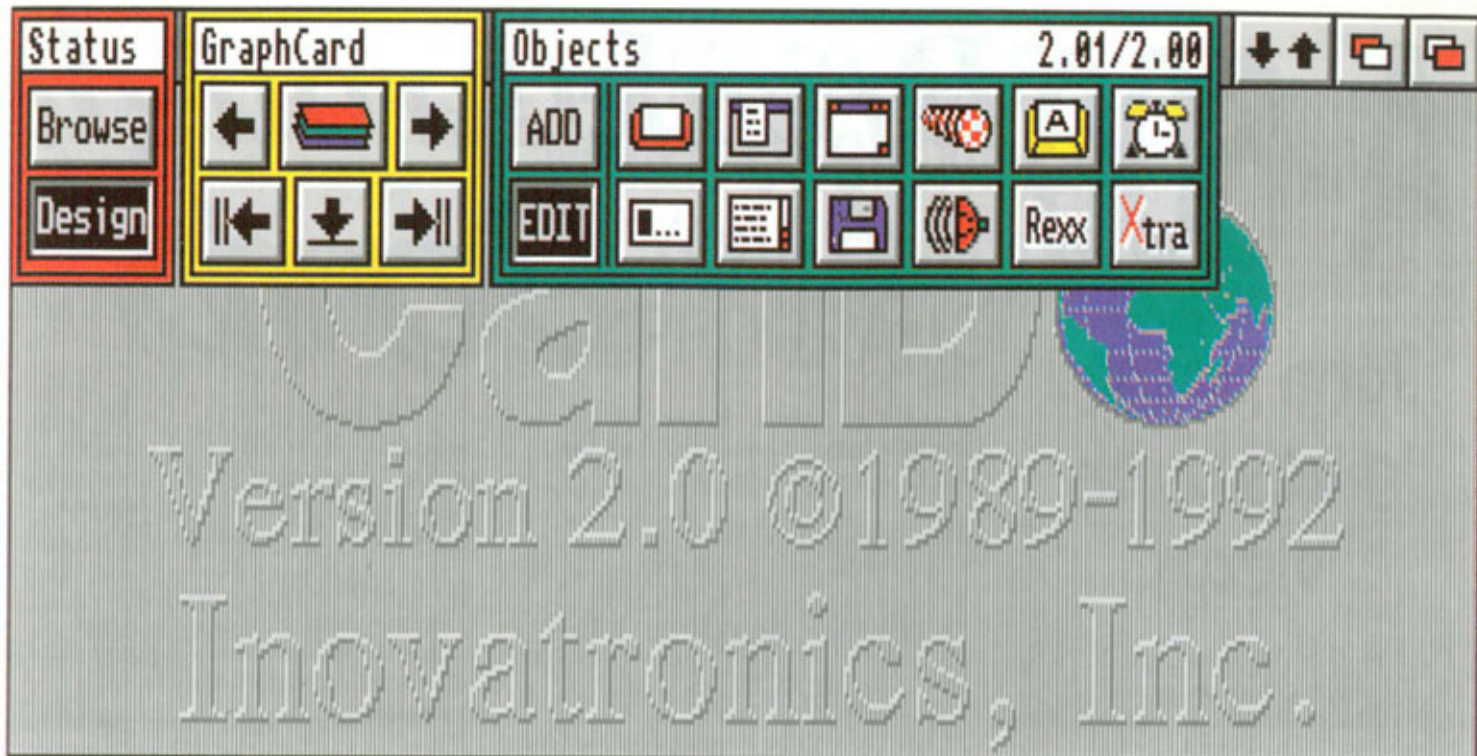 Status
Browse
Design
GraphCard
Objects 2.01/2.00
ADD
A
EDIT
Rexx
Xtra
Version 2.0 ©1989-1992
Inovatronics, Inc.